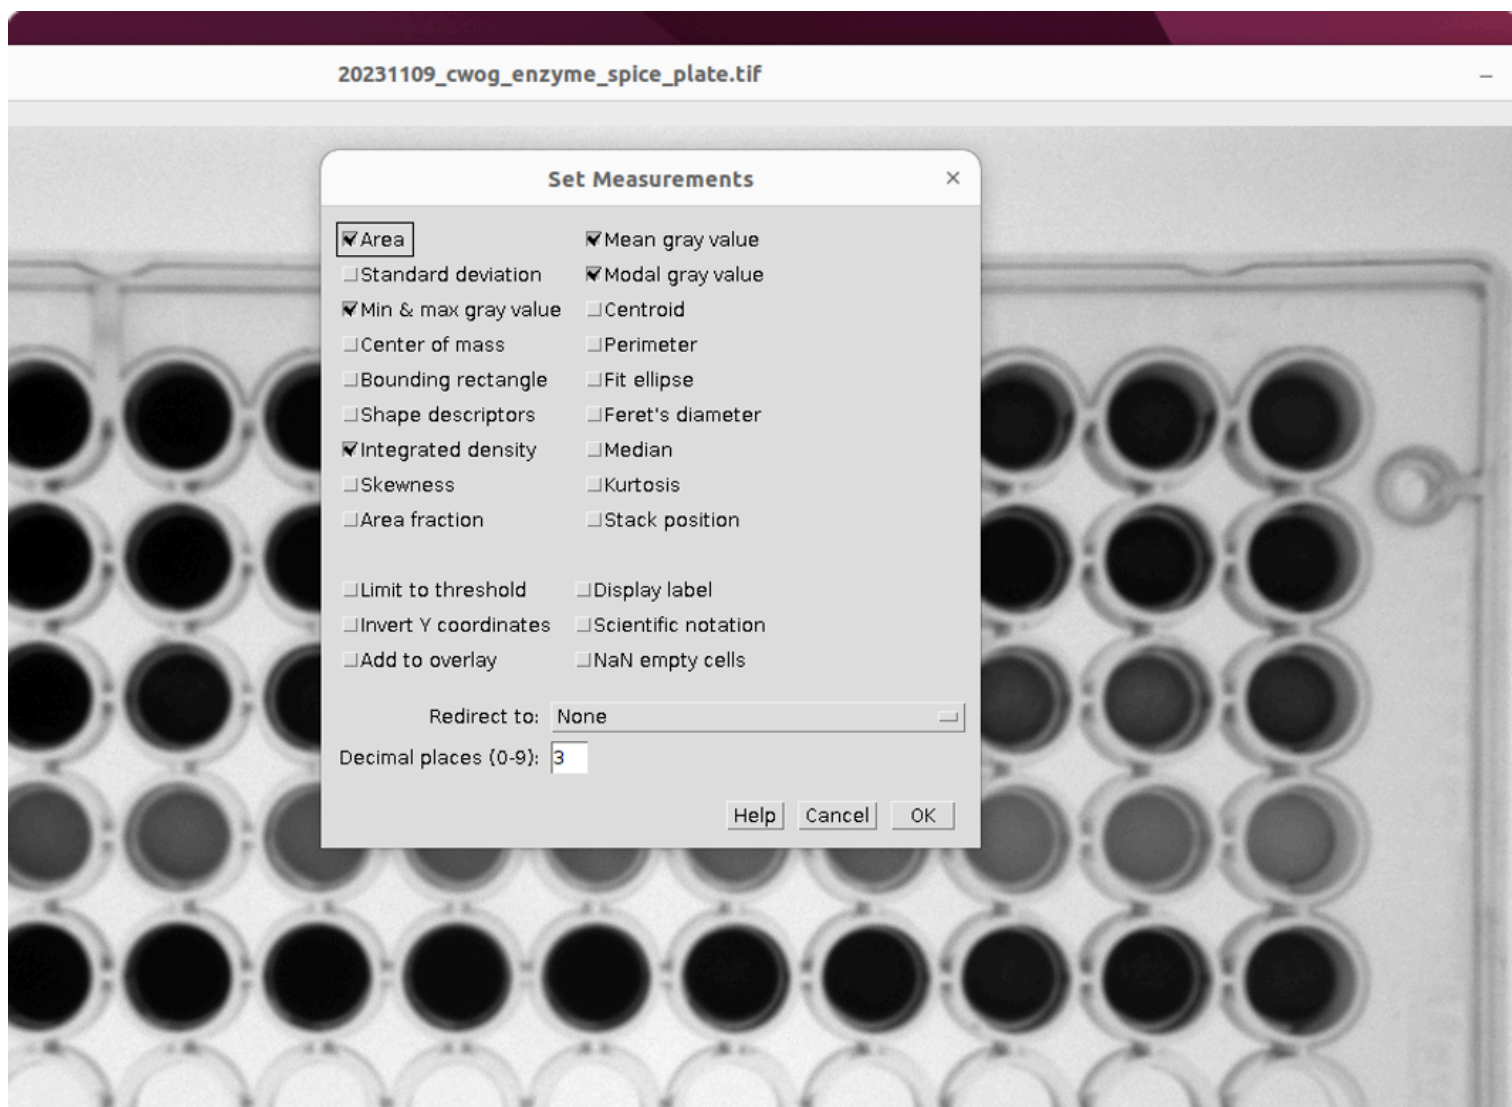 20231109_cwog_enzyme_spice_plate.tif
Set Measurements
Area Mean gray value
Standard deviation Modal gray value
Min & max gray value Centroid
Center of mass Perimeter
Bounding rectangle Fit ellipse
Shape descriptors Feret's diameter
Integrated density Median
Skewness Kurtosis
Area fraction Stack position
Limit to threshold Display label
Invert Y coordinates Scientific notation
Add to overlay NaN empty cells
Redirect to: None
Decimal places (0-9): 3
Help Cancel OK